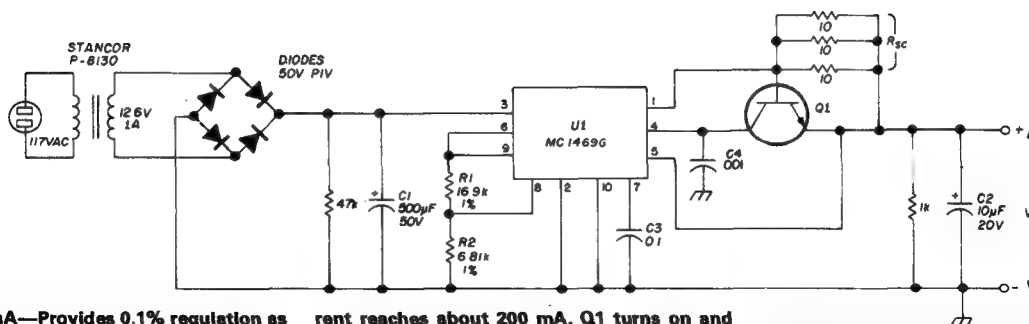 STANCOR
P-8130
117VAC
12.6V
1A
DIODES
50V PIV
47k
+
C1
500µF
50V
3
6
9
R1
16.9k
1%
R2
6.81k
1%
U1
MC1469G
8
2
10
7
1
4
5
C3
0.1
C4
.001
10
10
10
RSC
Q1
1k
+
C2
10µF
20V
+
-
mA—Provides 0.1% regulation as
rent reaches about 200 mA, Q1 turns on and